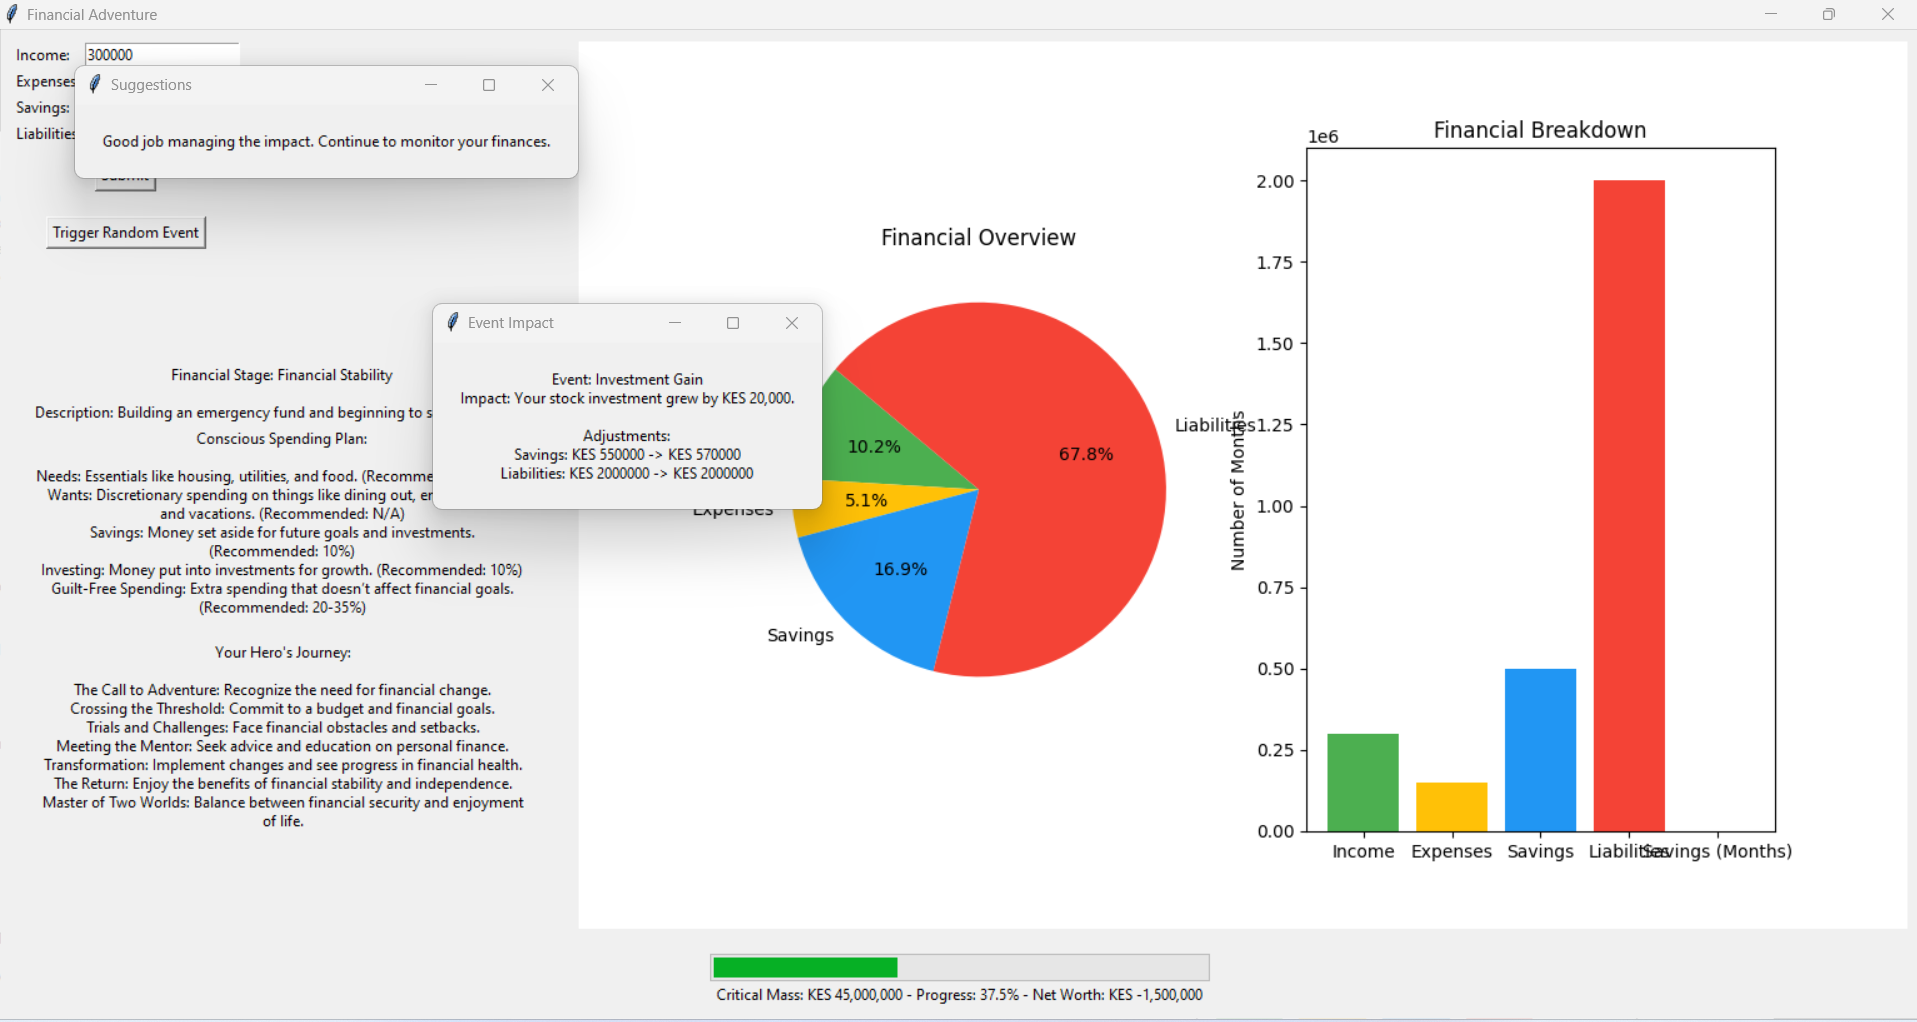 Financial Adventure
Income: 300000
Expenses
Savings:
Liabilities
Suggestions
Good job managing the impact. Continue to monitor your finances.
Submit
Trigger Random Event
Financial Stage: Financial Stability
Description: Building an emergency fund and beginning to s
Conscious Spending Plan:
Needs: Essentials like housing, utilities, and food. (Recomme
Wants: Discretionary spending on things like dining out, en
and vacations. (Recommended: N/A)
Savings: Money set aside for future goals and investments.
(Recommended: 10%)
Investing: Money put into investments for growth. (Recommended: 10%)
Guilt-Free Spending: Extra spending that doesn't affect financial goals.
(Recommended: 20-35%)
Your Hero's Journey:
The Call to Adventure: Recognize the need for financial change.
Crossing the Threshold: Commit to a budget and financial goals.
Trials and Challenges: Face financial obstacles and setbacks.
Meeting the Mentor: Seek advice and education on personal finance.
Transformation: Implement changes and see progress in financial health.
The Return: Enjoy the benefits of financial stability and independence.
Master of Two Worlds: Balance between financial security and enjoyment
of life.
Event Impact
Event: Investment Gain
Impact: Your stock investment grew by KES 20,000.
Adjustments:
Savings: KES 550000 -> KES 570000
Liabilities: KES 2000000 -> KES 2000000
Financial Overview
Liabilities
67.8%
10.2%
5.1%
Expenses
16.9%
Savings
Financial Breakdown
1e6
2.00
1.75
1.50
1.25
1.00
0.75
0.50
0.25
0.00
Number of Months
Income
Expenses
Savings
Liabilities
Savings (Months)
Critical Mass: KES 45,000,000 - Progress: 37.5% - Net Worth: KES -1,500,000